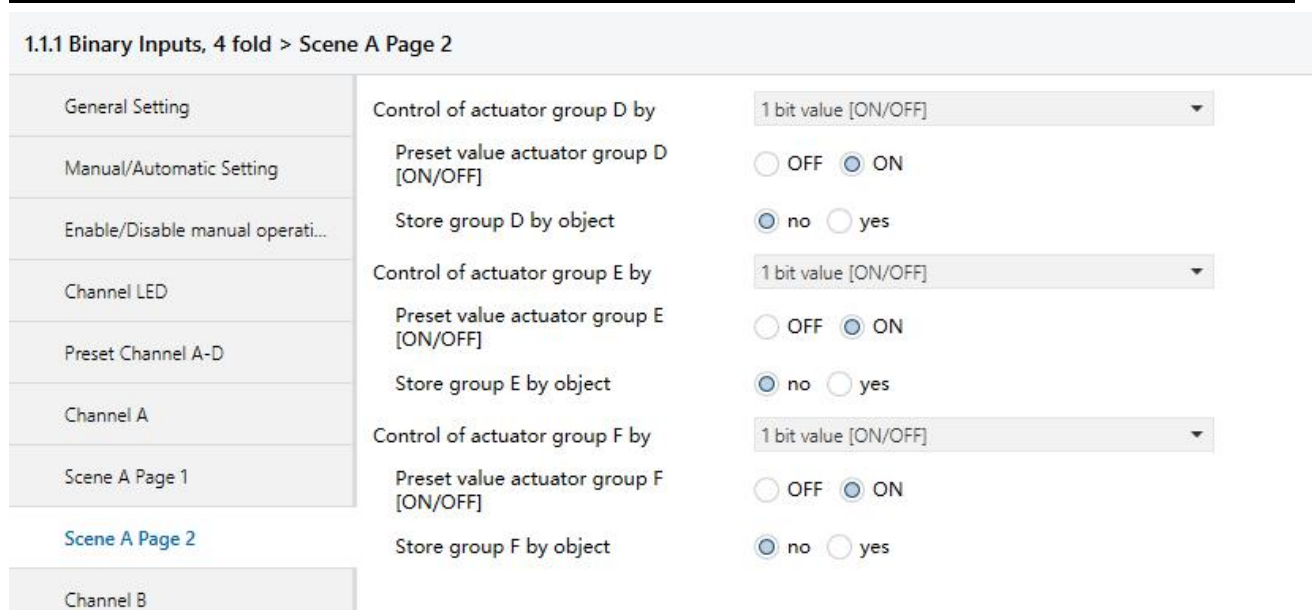 1.1.1 Binary Inputs, 4 fold > Scene A Page 2
General Setting
Manual/Automatic Setting
Enable/Disable manual operati...
Channel LED
Preset Channel A-D
Channel A
Scene A Page 1
Scene A Page 2
Channel B
Control of actuator group D by 1 bit value [ON/OFF]
Preset value actuator group D
[ON/OFF] OFF ON
Store group D by object no yes
Control of actuator group E by 1 bit value [ON/OFF]
Preset value actuator group E
[ON/OFF] OFF ON
Store group E by object no yes
Control of actuator group F by 1 bit value [ON/OFF]
Preset value actuator group F
[ON/OFF] OFF ON
Store group F by object no yes